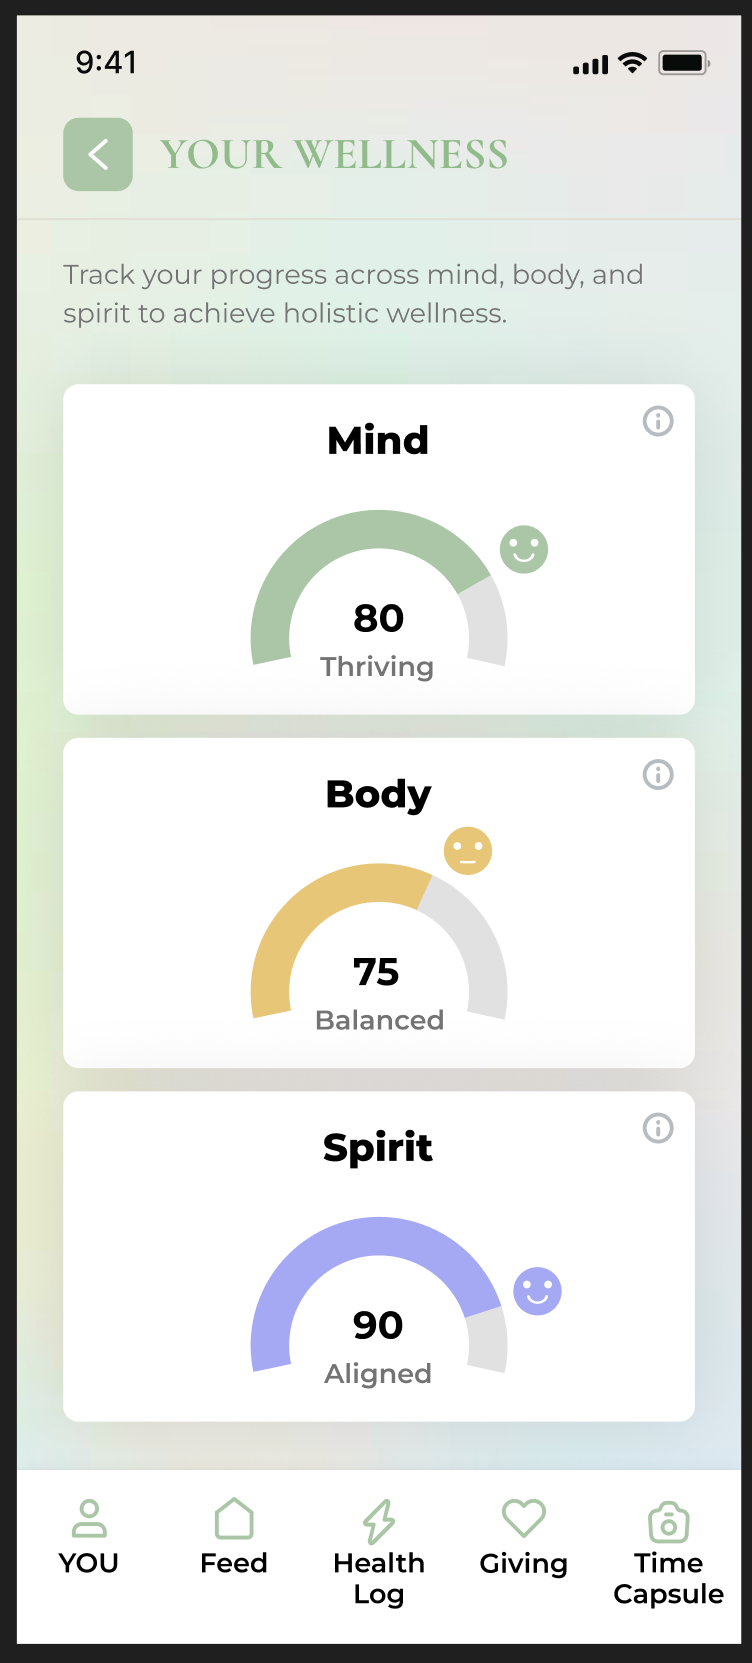 9:41
YOUR WELLNESS
Track your progress across mind, body, and
spirit to achieve holistic wellness.
Mind
80
Thriving
Body
75
Balanced
Spirit
90
Aligned
YOU
Feed
Health
Log
Giving
Time
Capsule